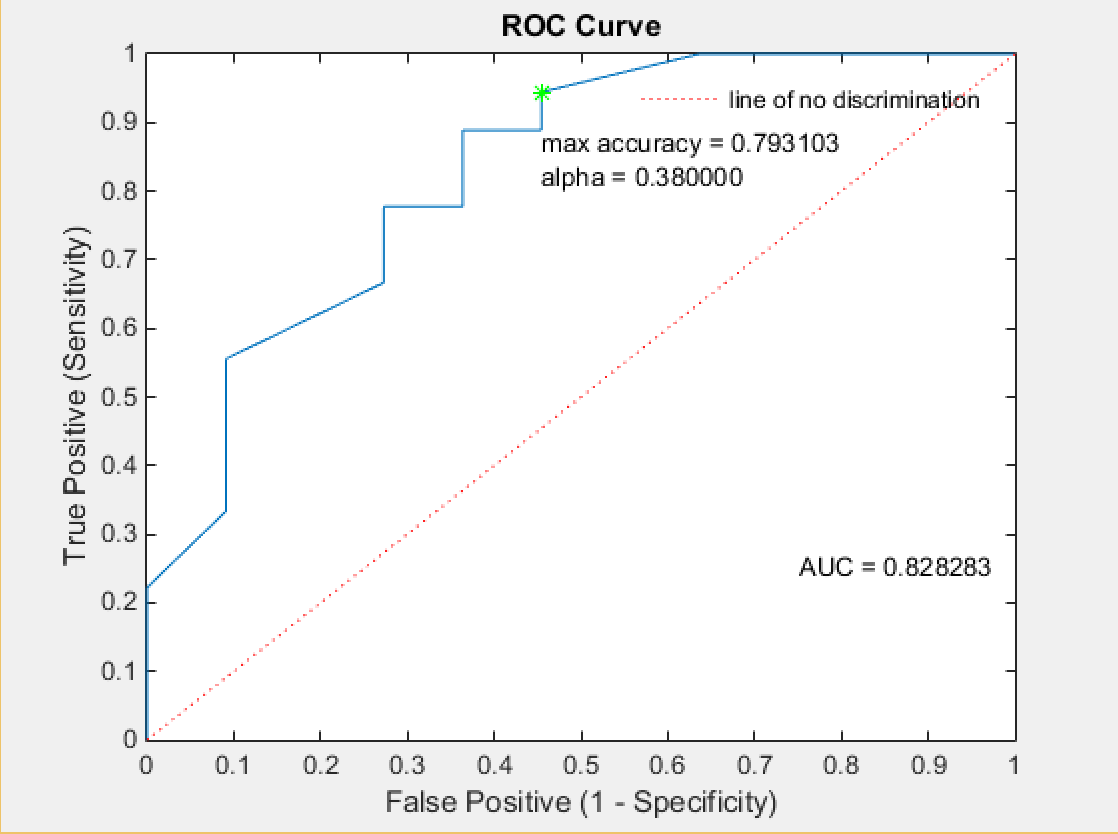 ROC Curve
True Positive (Sensitivity)
1
0.9
0.8
0.7
0.6
0.5
0.4
0.3
0.2
0.1
0
line of no discrimination
max accuracy = 0.793103
alpha = 0.380000
AUC = 0.828283
0 0.1 0.2 0.3 0.4 0.5 0.6 0.7 0.8 0.9 1
False Positive (1 - Specificity)